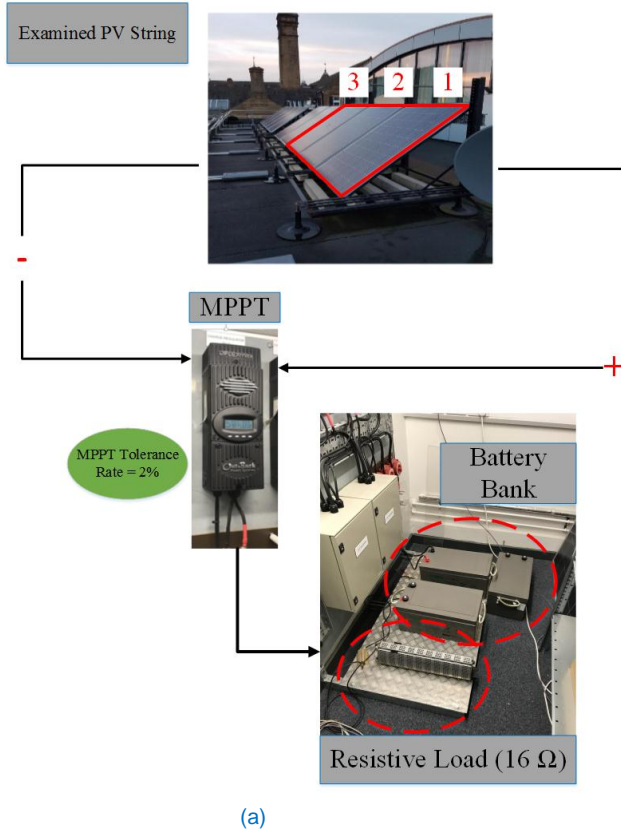 Examined PV String
3 2 1
-
MPPT
+
MPPT Tolerance
Rate = 2%
Battery
Bank
Resistive Load (16 Ω)
(a)